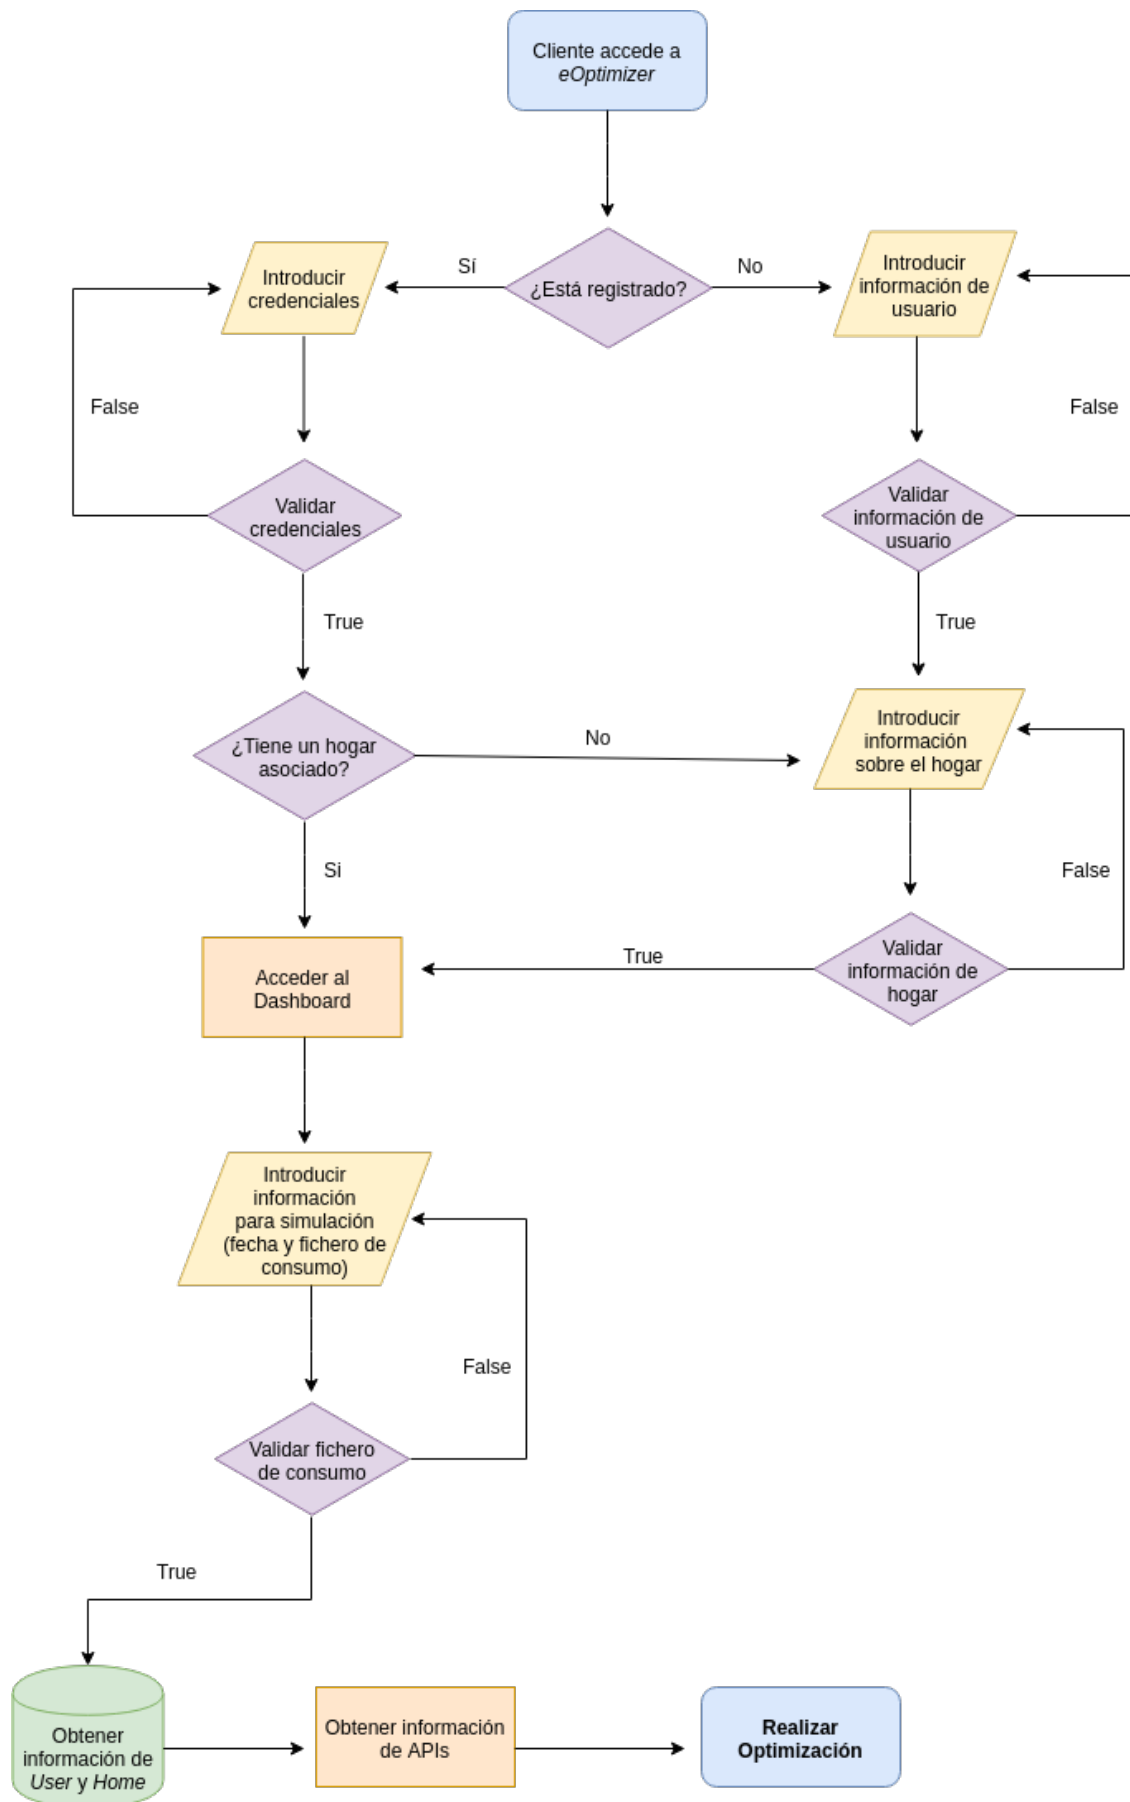 Cliente accede a
eOptimizer
Sí
¿Está registrado?
No
Introducir
credenciales
Introducir
información de
usuario
False
False
Validar
credenciales
Validar
información de
usuario
True
True
¿Tiene un hogar
asociado?
No
Introducir
información
sobre el hogar
Si
False
Acceder al
Dashboard
True
Validar
información de
hogar
Introducir
información
para simulación
(fecha y fichero de
consumo)
False
Validar fichero
de consumo
True
Obtener
información de
User y Home
Obtener información
de APIs
Realizar
Optimización